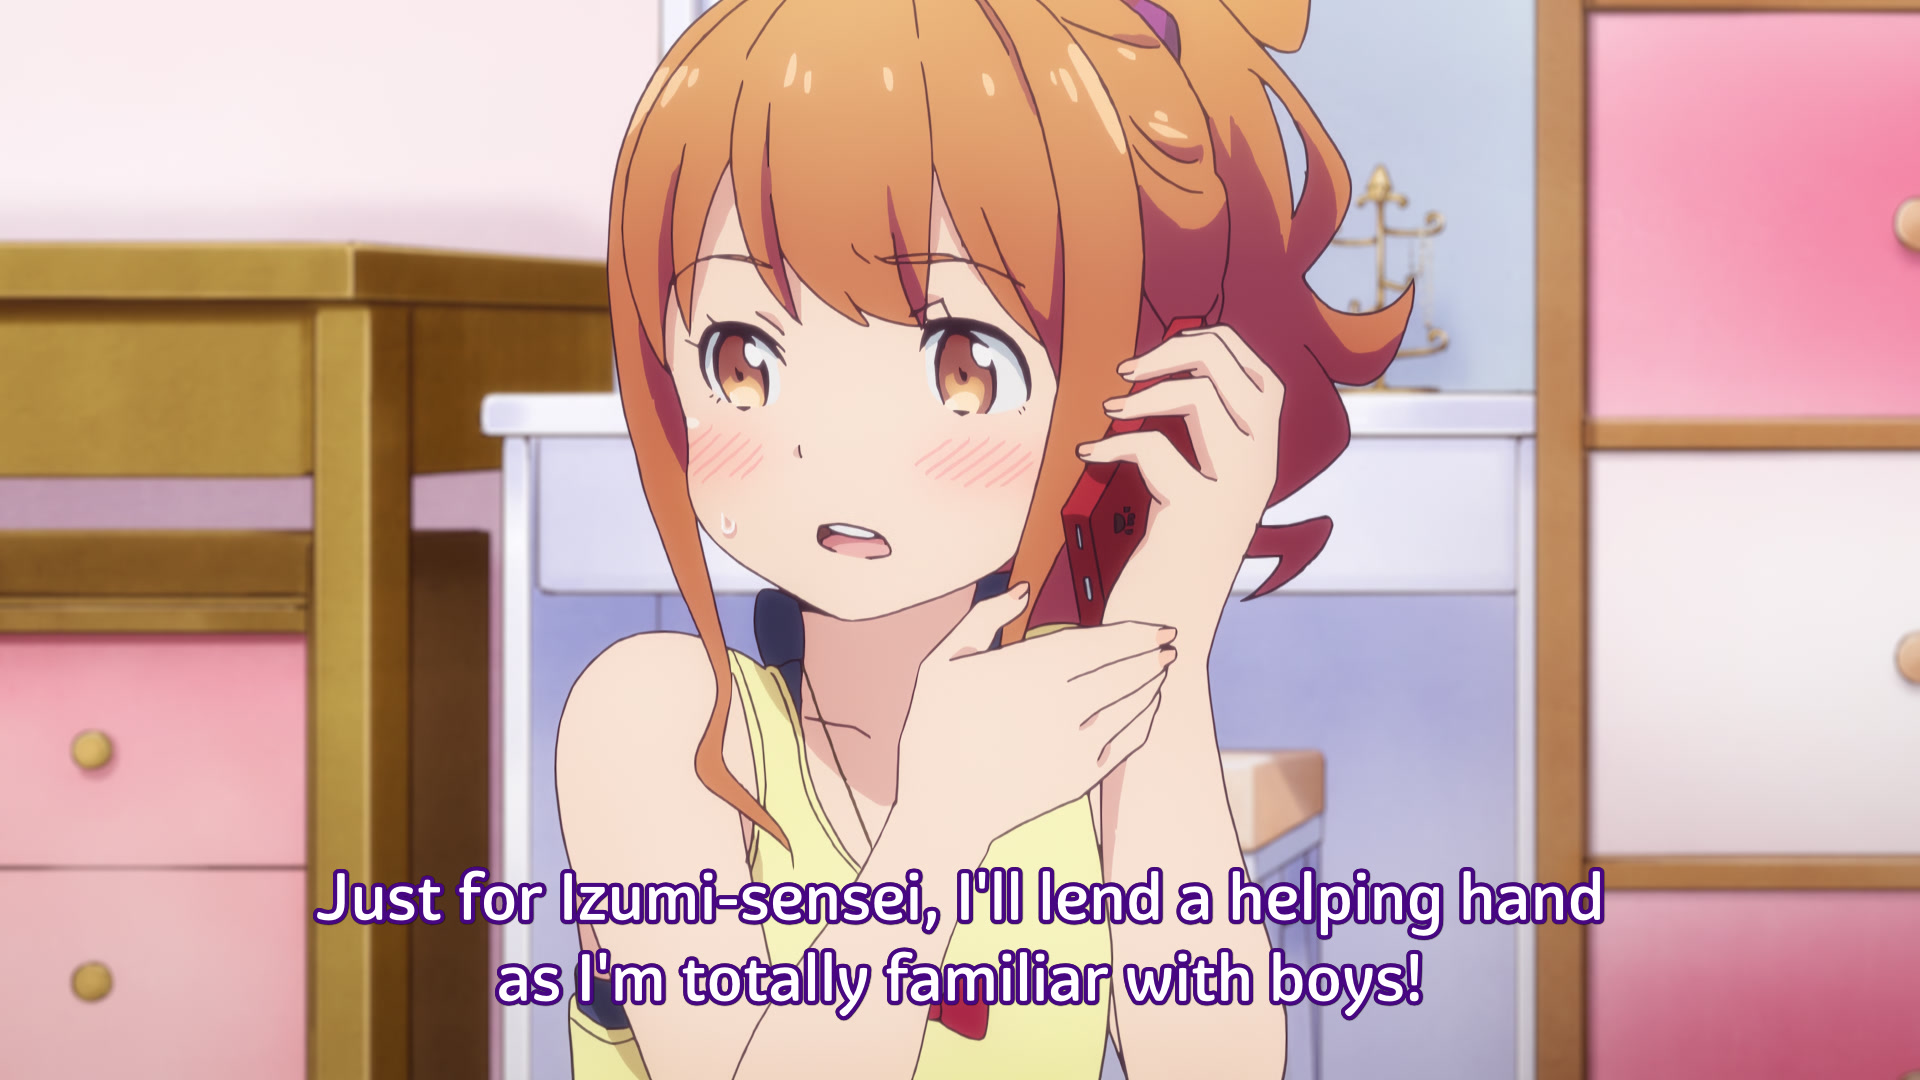 Just for Izumi-sensei, I'll lend a helping hand
as I'm totally familiar with boys!